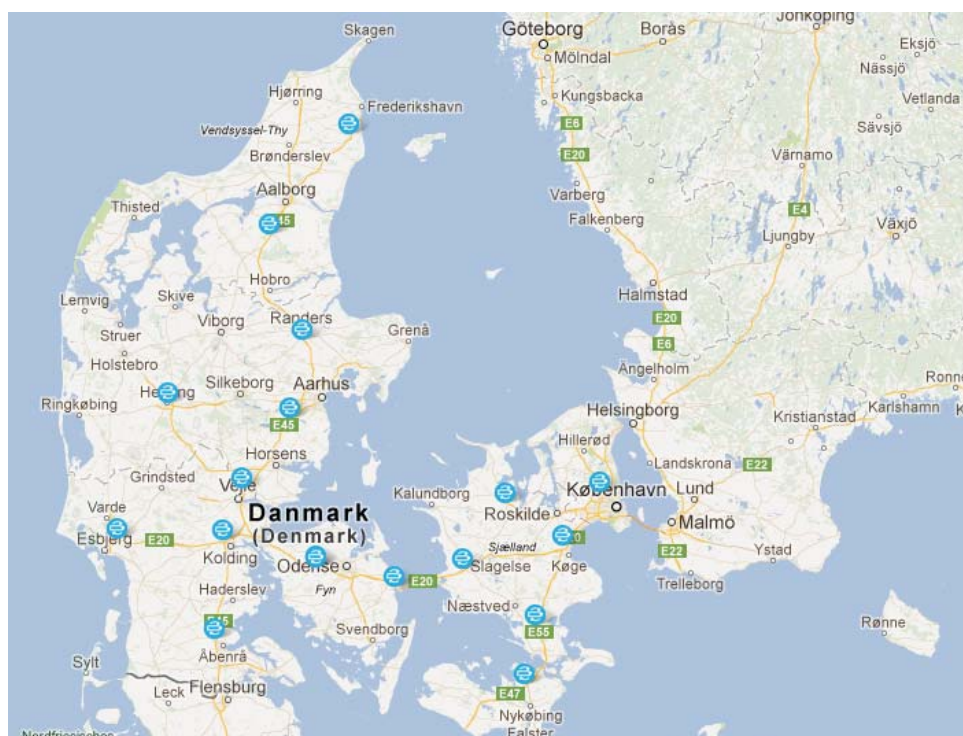 Skagen
Göteborg
Borås
Jönköping
Mölndal
Eksjö
Nässjö
Hjørring
Frederikshavn
Kungsbacka
Vetlanda
E6
Sävsjö
Vendsyssel-Thy
Brønderslev
E20
Värnamo
Aalborg
Varberg
Thisted
E4
Falkenberg
Växjö
Ljungby
Hobro
Halmstad
Lemvig
Skive
Randers
E20
Viborg
Grenå
Struer
E6
Holstebro
Ängelholm
Silkeborg
Aarhus
Karlshamn
Ringkøbing
Helsingborg
Kristianstad
E45
Hillerød
Horsens
Landskrona
E22
Grindsted
Vejle
Kalundborg
København
Lund
Varde
Danmark
Roskilde
Malmö
(Denmark)
Esbjerg
E20
Sjælland
E22
Ystad
Kolding
Odense
Slagelse
Køge
Trelleborg
E20
Fyn
Haderslev
Næstved
Rønne
Svendborg
E55
Åbenrå
Sylt
Leck
Flensburg
E47
Nykøbing
Falster